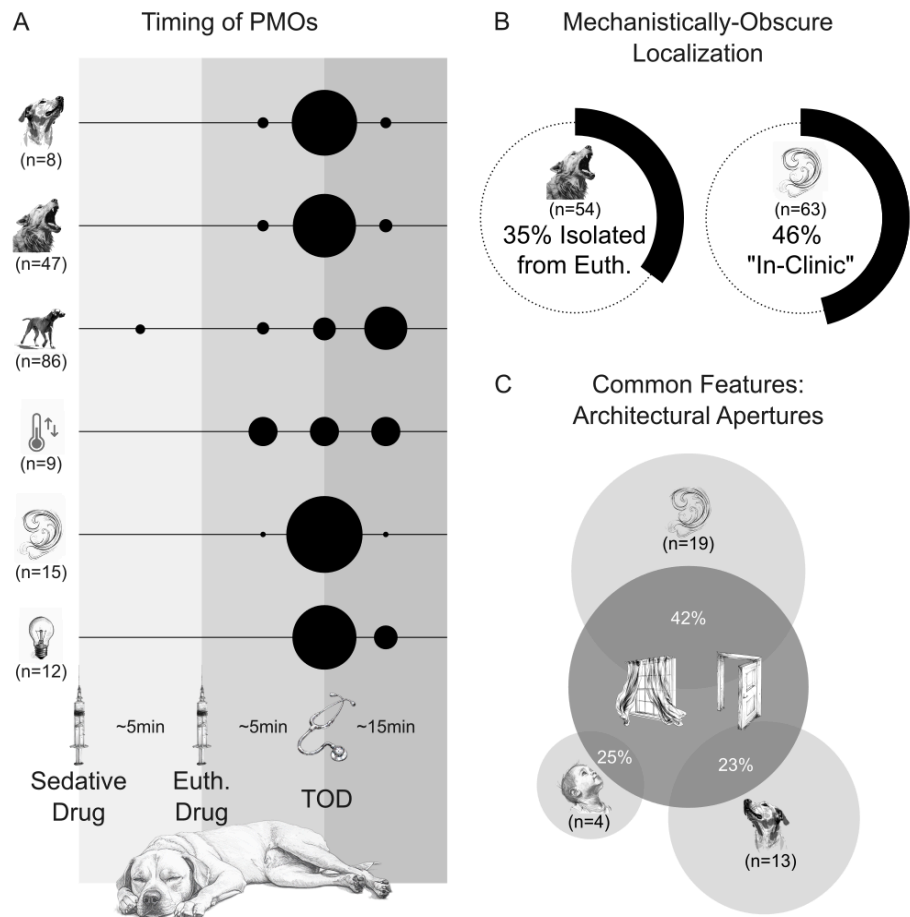 A
Timing of PMOs
(n=8)
(n=47)
(n=86)
(n=9)
(n=15)
(n=12)
~5min
~5min
~15min
Sedative
Drug
Euth.
Drug
TOD
B
Mechanistically-Obscure
Localization
(n=54)
35% Isolated
from Euth.
(n=63)
46%
"In-Clinic"
C
Common Features:
Architectural Apertures
(n=19)
42%
25%
23%
(n=4)
(n=13)